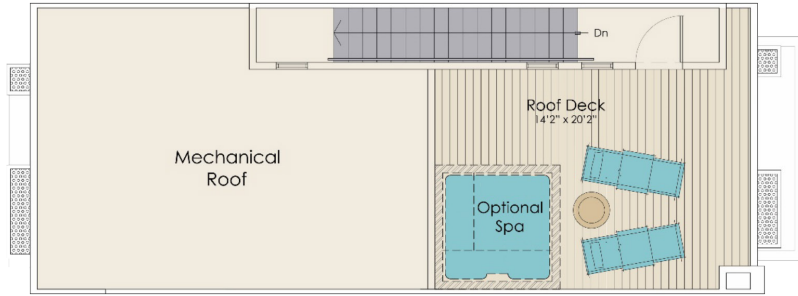 Dn
Roof Deck
14'2" x 20'2"
Mechanical
Roof
Optional
Spa